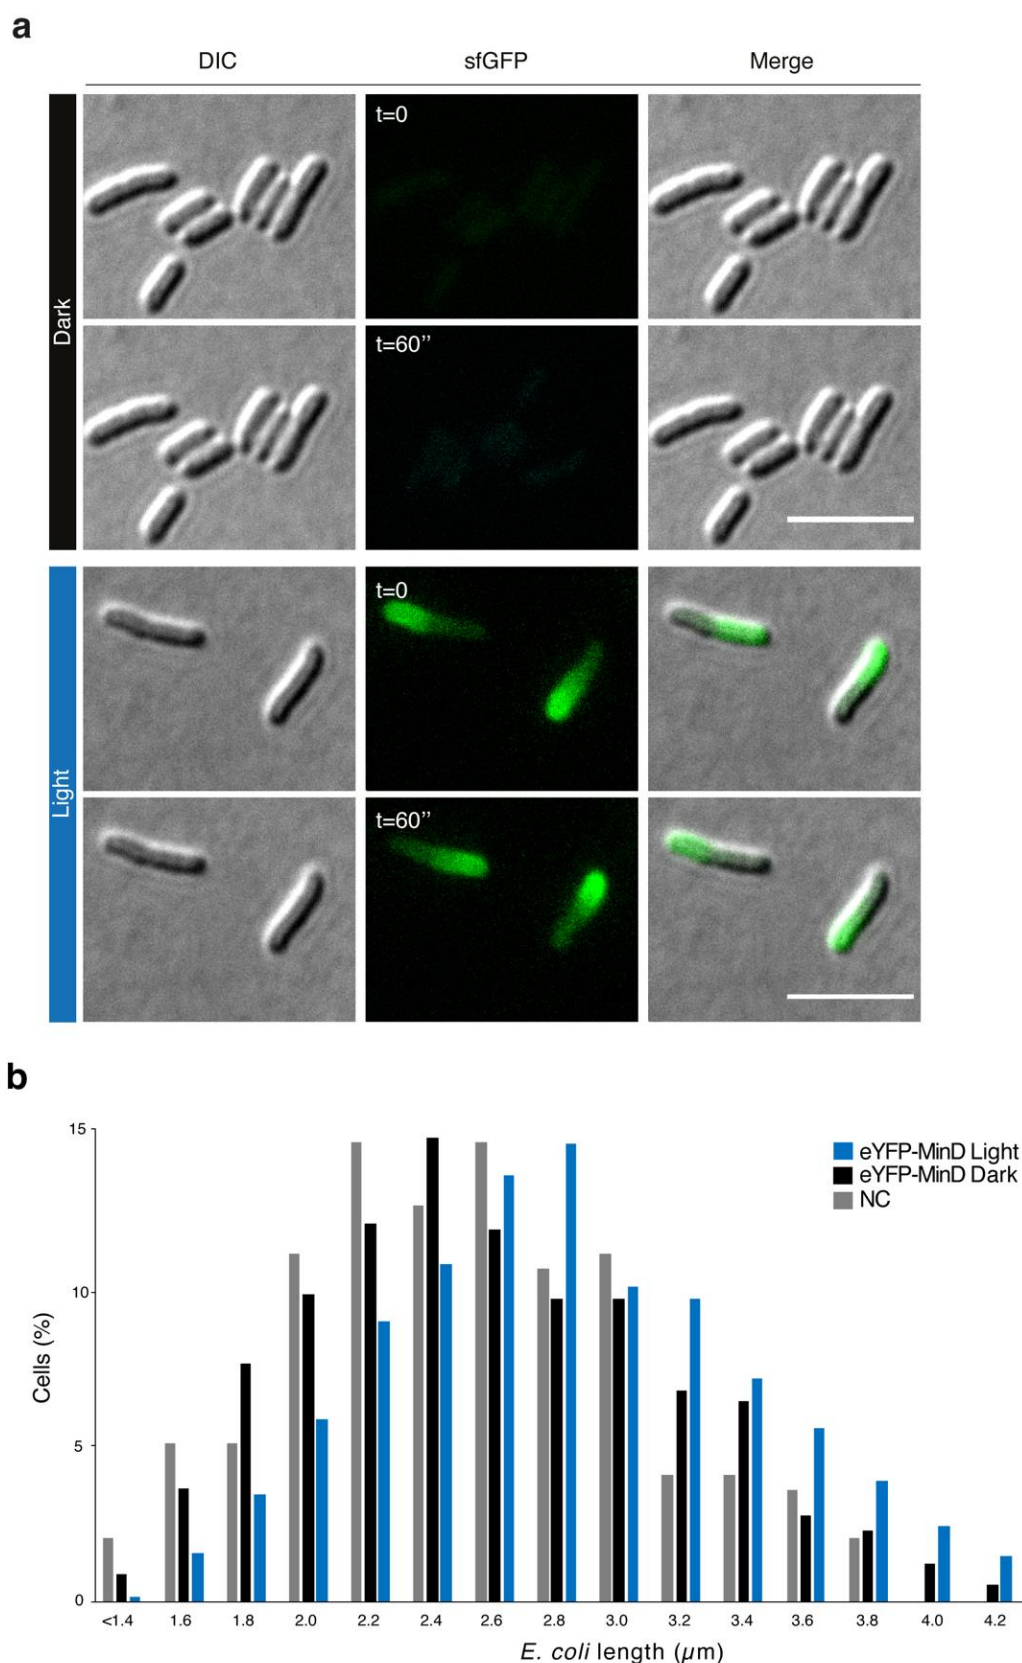 a
DIC sfGFP Merge
Dark
t=0
t=60’’
Light
t=0
t=60’’
b
Cells (%)
15
10
5
0
eYFP-MinD Light
eYFP-MinD Dark
NC
<1.4 1.6 1.8 2.0 2.2 2.4 2.6 2.8 3.0 3.2 3.4 3.6 3.8 4.0 4.2
E. coli length (µm)